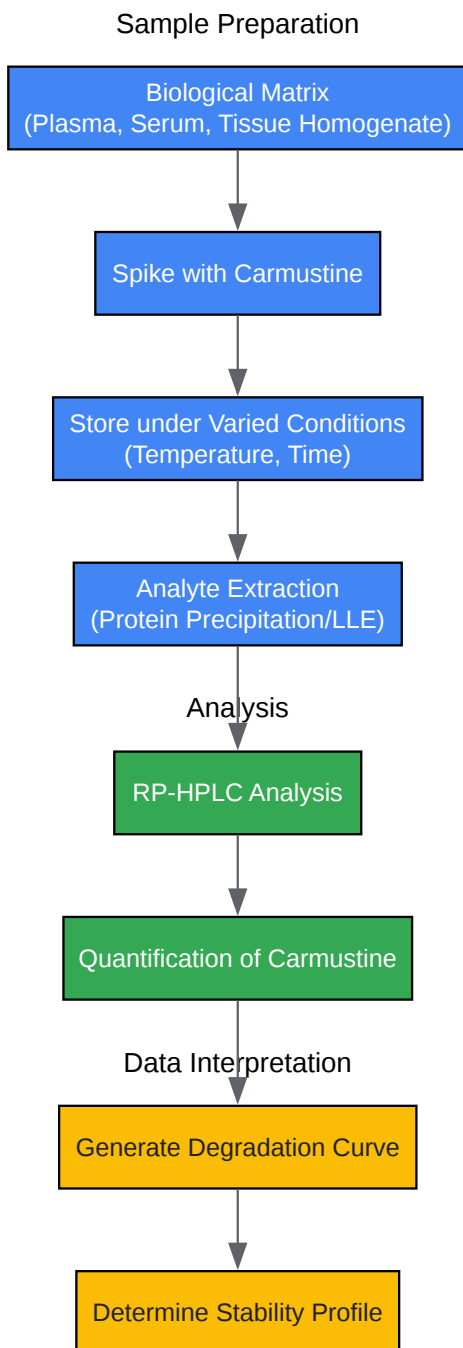 Sample Preparation
Biological Matrix
(Plasma, Serum, Tissue Homogenate)
Spike with Carmustine
Store under Varied Conditions
(Temperature, Time)
Analyte Extraction
(Protein Precipitation/LLE)
Analysis
RP-HPLC Analysis
Quantification of Carmustine
Data Interpretation
Generate Degradation Curve
Determine Stability Profile